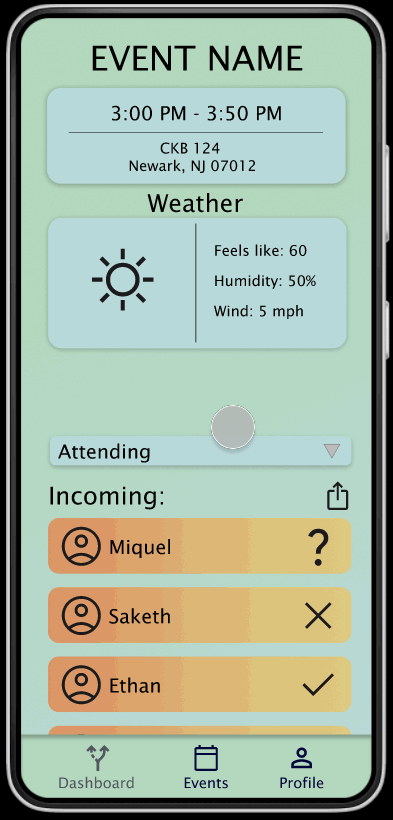 EVENT NAME
3:00 PM - 3:50 PM
CKB 124
Newark, NJ 07012
Weather
Feels like: 60
Humidity: 50%
Wind: 5 mph
Attending
Incoming:
Miquel
?
Saketh
Ethan
Dashboard
Events
Profile